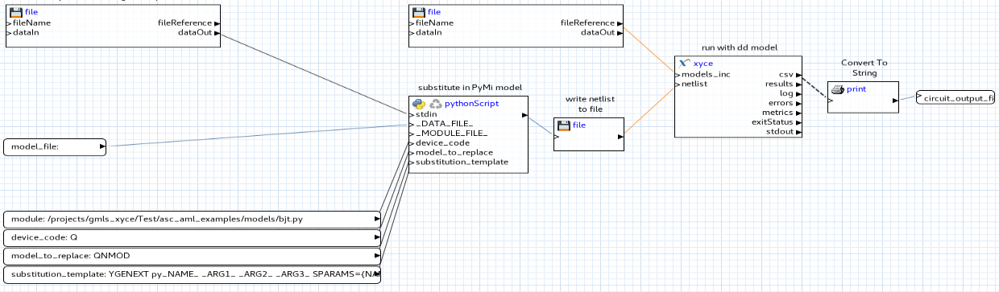 file
fileName
fileReference
dataIn
dataOut
file
fileName
fileReference
dataIn
dataOut
run with dd model
xyce
models_inc
csv
netlist
results
log
errors
metrics
exitStatus
stdout
Convert To
String
print
circuit_output_fi
substitute in PyMi model
pythonScript
stdin
_DATA_FILE_
_MODULE_FILE_
device_code
model_to_replace
substitution_template
write netlist
to file
file
model_file:
module: /projects/gmls_xyce/Test/asc_aml_examples/models/bjt.py
device_code: Q
model_to_replace: QNMOD
substitution_template: YGENEXT py_NAME_ _ARG1_ _ARG2_ _ARG3_ SPARAMS={NA